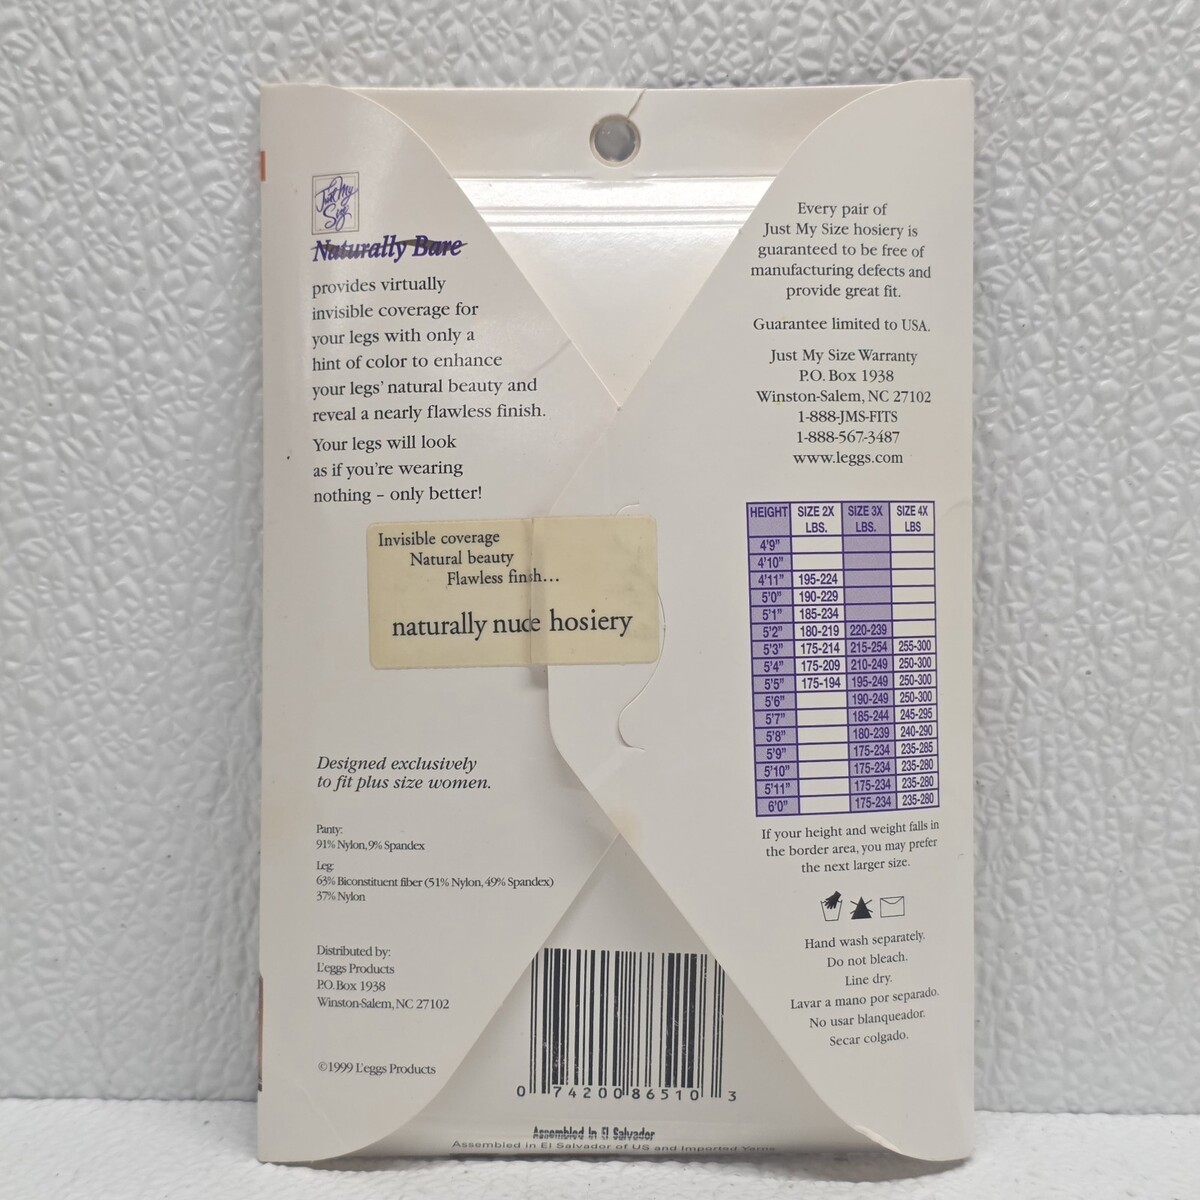 Just My
Size
Naturally Bare
provides virtually
invisible coverage for
your legs with only a
hint of color to enhance
your legs' natural beauty and
reveal a nearly flawless finish.
Your legs will look
as if you're wearing
nothing – only better!
Invisible coverage
Natural beauty
Flawless finish...
naturally nude hosiery
Designed exclusively
to fit plus size women.
Panty:
91% Nylon, 9% Spandex
Leg:
63% Biconstituent fiber (51% Nylon, 49% Spandex)
37% Nylon
Distributed by:
L'eggs Products
P.O. Box 1938
Winston-Salem, NC 27102
©1999 L'eggs Products
Every pair of
Just My Size hosiery is
guaranteed to be free of
manufacturing defects and
provide great fit.
Guarantee limited to USA.
Just My Size Warranty
P.O. Box 1938
Winston-Salem, NC 27102
1-888-JMS-FITS
1-888-567-3487
www.leggs.com
HEIGHT SIZE 2X LBS. SIZE 3X LBS. SIZE 4X LBS
4'9"
4'10"
4'11" 195-224
5'0" 190-229
5'1" 185-234
5'2" 180-219 220-239
5'3" 175-214 215-254 255-300
5'4" 175-209 210-249 250-300
5'5" 175-194 195-249 250-300
5'6" 190-249 250-300
5'7" 185-244 245-295
5'8" 180-239 240-290
5'9" 175-234 235-285
5'10" 175-234 235-280
5'11" 175-234 235-280
6'0" 175-234 235-280
If your height and weight falls in
the border area, you may prefer
the next larger size.
Hand wash separately.
Do not bleach.
Line dry.
Lavar a mano por separado.
No usar blanqueador.
Secar colgado.
0 74200 86510 3
Assembled in El Salvador
Assembled in El Salvador of US and Imported Yarns